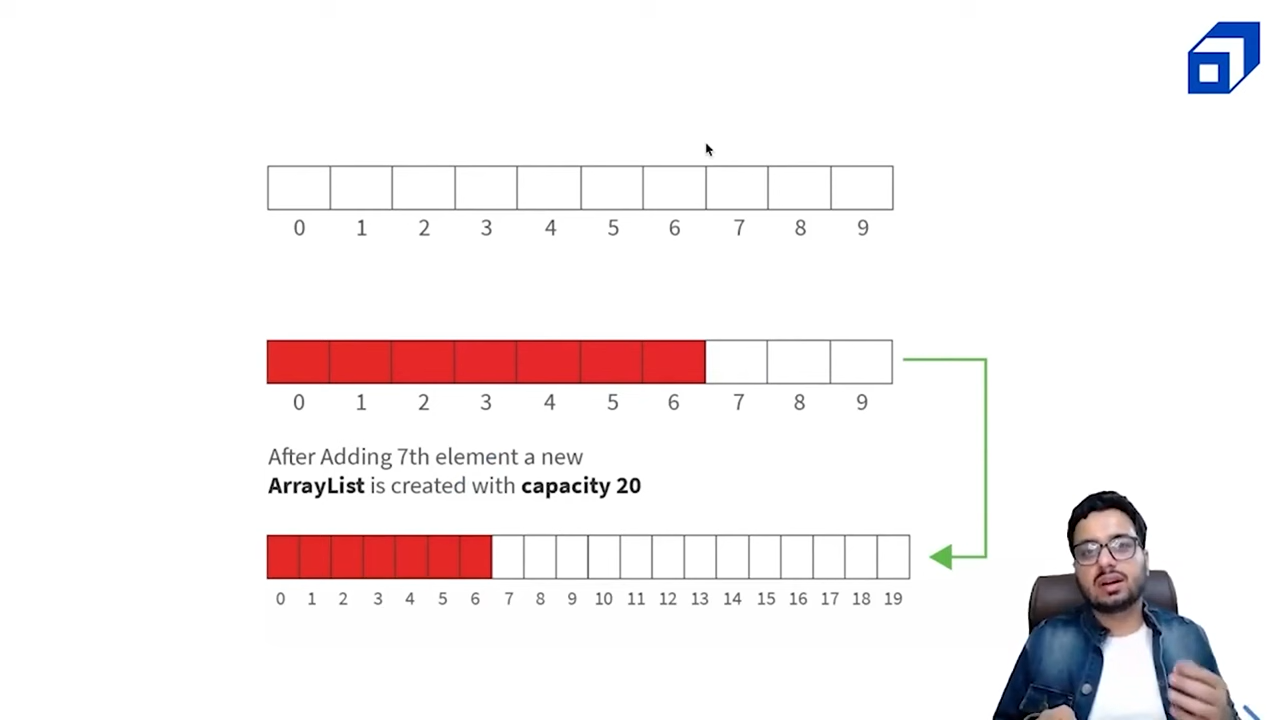 0 1 2 3 4 5 6 7 8 9
0 1 2 3 4 5 6 7 8 9
After Adding 7th element a new
ArrayList is created with capacity 20
0 1 2 3 4 5 6 7 8 9 10 11 12 13 14 15 16 17 18 19